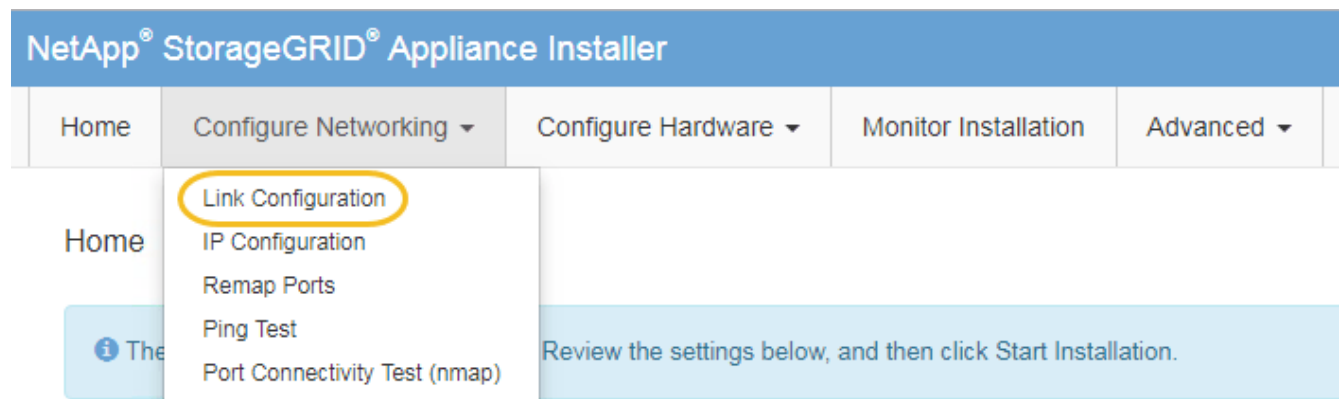 NetApp® StorageGRID® Appliance Installer
Home Configure Networking Configure Hardware Monitor Installation Advanced
Link Configuration
Home
IP Configuration
Remap Ports
Ping Test
The Review the settings below, and then click Start Installation.
Port Connectivity Test (nmap)